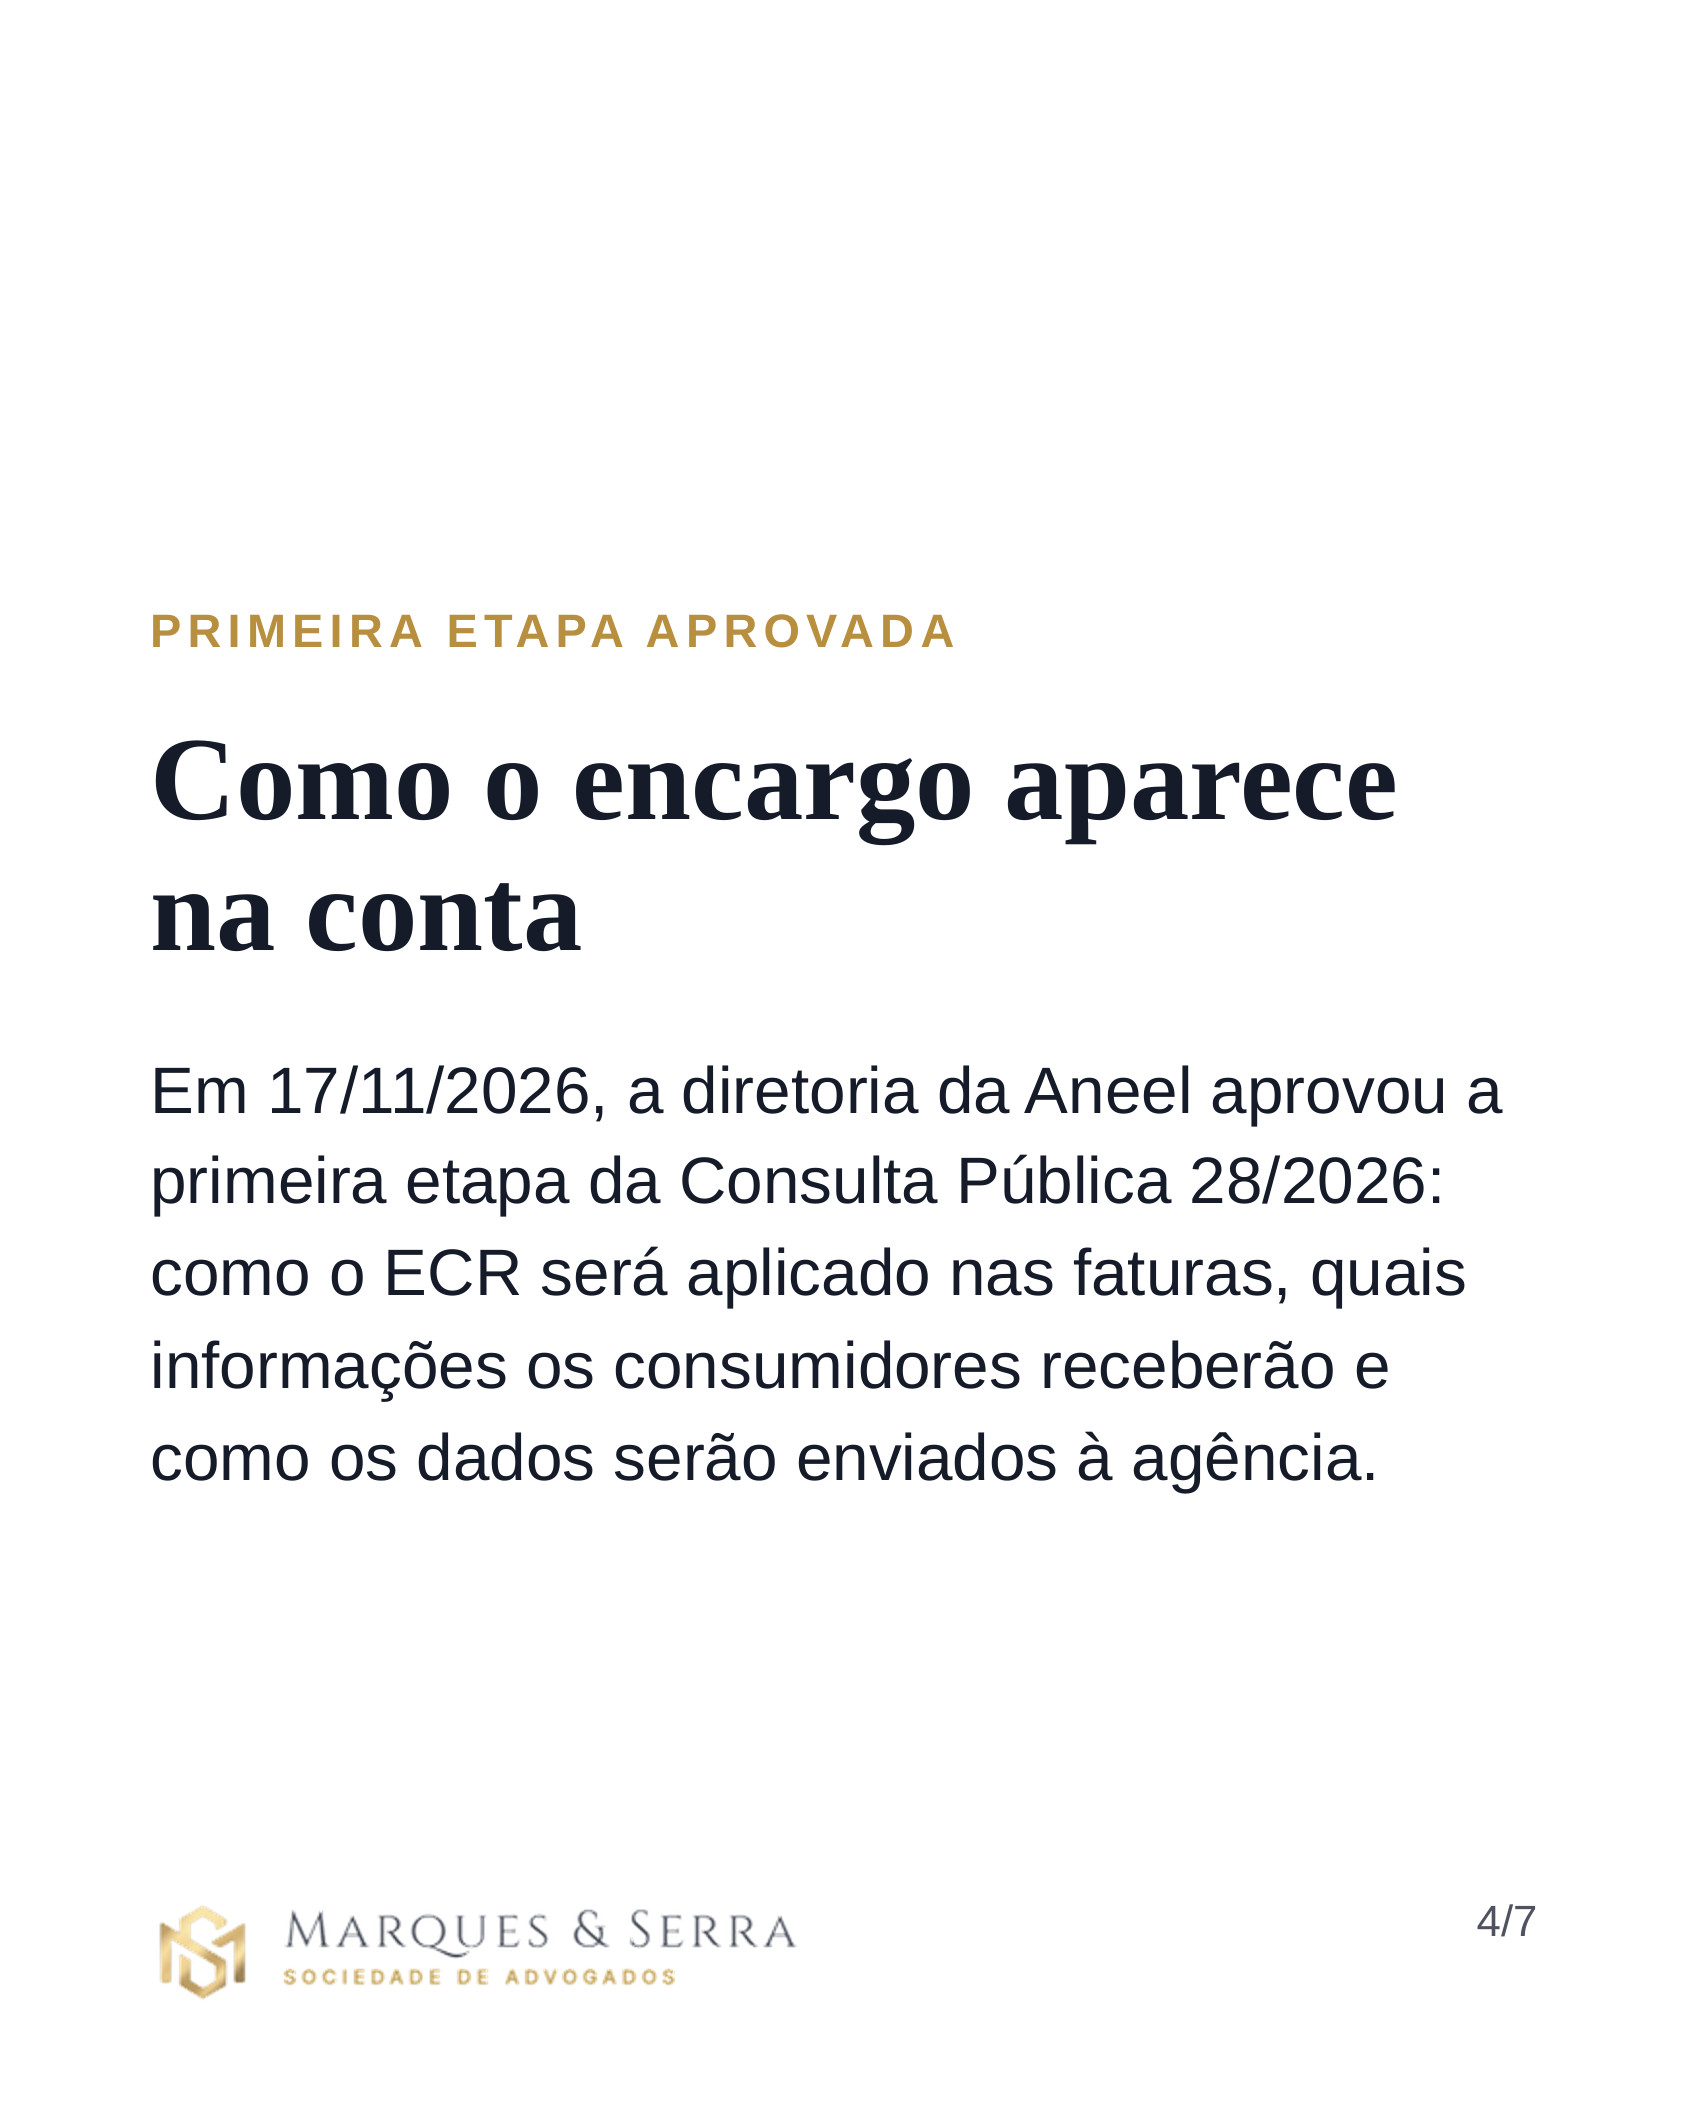 PRIMEIRA ETAPA APROVADA
Como o encargo aparece
na conta
Em 17/11/2026, a diretoria da Aneel aprovou a
primeira etapa da Consulta Pública 28/2026:
como o ECR será aplicado nas faturas, quais
informações os consumidores receberão e
como os dados serão enviados à agência.
MARQUES & SERRA
SOCIEDADE DE ADVOGADOS
4/7